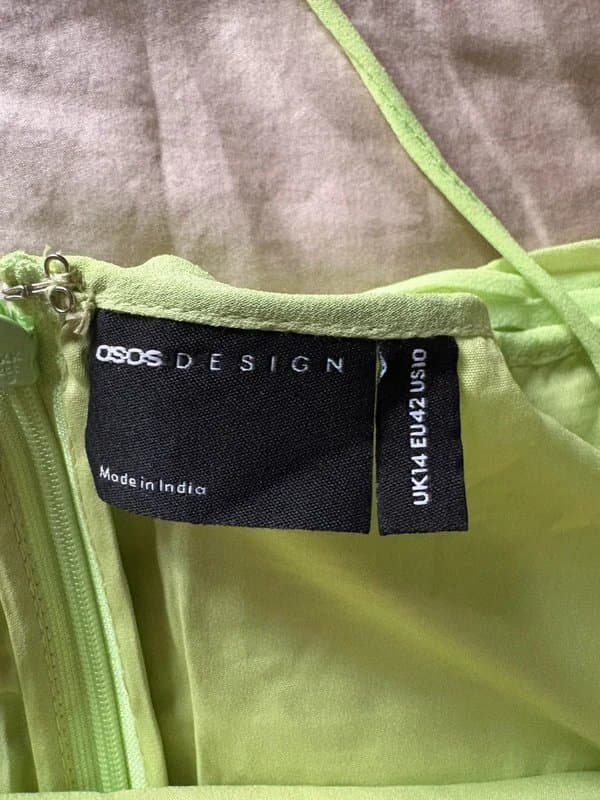 asos DESIGN
Made in India
UK14 EU42 US10